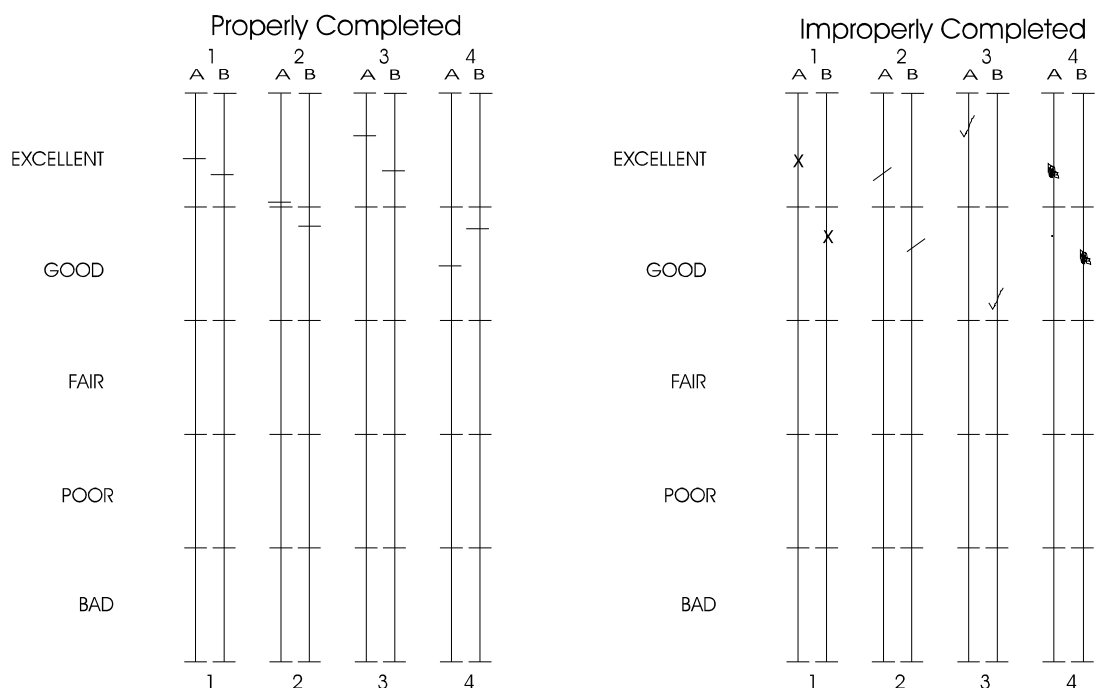 Properly Completed
1 2 3 4
A B A B A B A B
EXCELLENT
GOOD
FAIR
POOR
BAD
1 2 3 4
Improperly Completed
1 2 3 4
A B A B A B A B
EXCELLENT
X
X
GOOD
FAIR
POOR
BAD
1 2 3 4